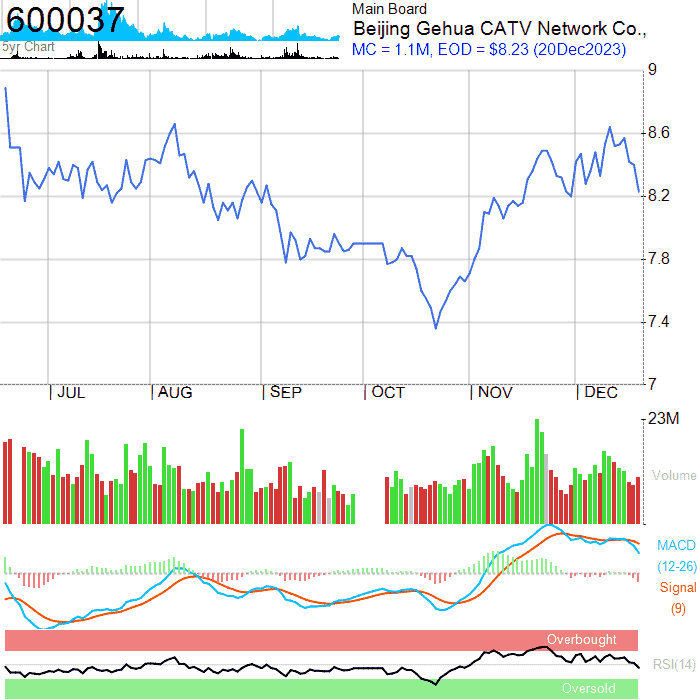 600037
5yr Chart
Main Board
Beijing Gehua CATV Network Co.,
MC = 1.1M, EOD = $8.23 (20Dec2023)
9
8.6
8.2
7.8
7.4
7
JUL
AUG
SEP
OCT
NOV
DEC
23M
Volume
MACD
(12-26)
Signal
(9)
Overbought
RSI(14)
Oversold